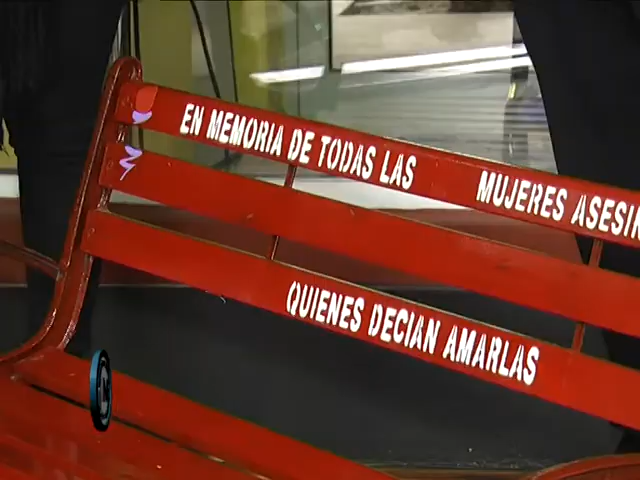 EN MEMORIA DE TODAS LAS MUJERES ASESIN
QUIENES DECIAN AMARLAS